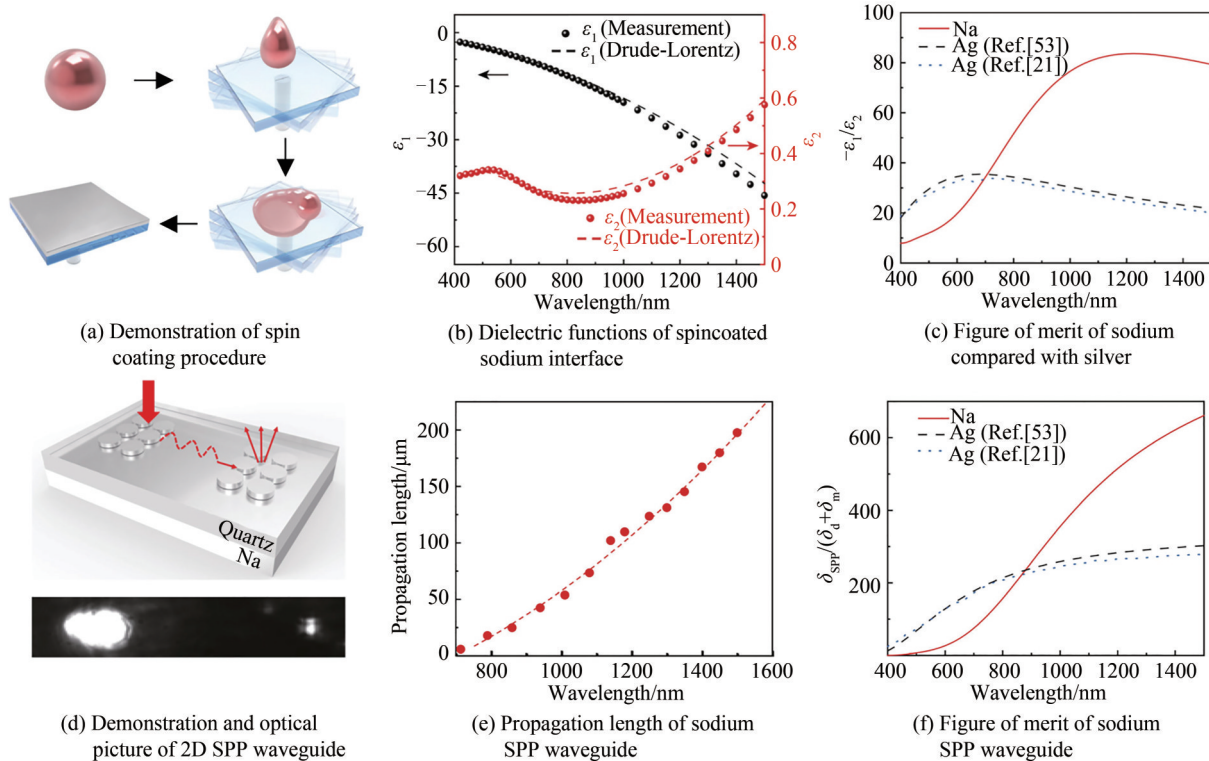 0
−15
−30
−45
−60
ε₁
ε₁ (Measurement)
ε₁ (Drude-Lorentz)
ε₂(Measurement)
ε₂(Drude-Lorentz)
0.8
0.6
0.4
0.2
0
ε₂
400 600 800 1000 1200 1400
Wavelength/nm
100
80
60
40
20
0
−ε₁/ε₂
Na
Ag (Ref.[53])
Ag (Ref.[21])
400 600 800 1000 1200 1400
Wavelength/nm
(a) Demonstration of spin
coating procedure
(b) Dielectric functions of spincoated
sodium interface
(c) Figure of merit of sodium
compared with silver
Quartz
Na
200
150
100
50
0
Propagation length/μm
800 1000 1200 1400 1600
Wavelength/nm
600
400
200
δSPP/(δd+δm)
Na
Ag (Ref.[53])
Ag (Ref.[21])
400 600 800 1000 1200 1400
Wavelength/nm
(d) Demonstration and optical
picture of 2D SPP waveguide
(e) Propagation length of sodium
SPP waveguide
(f) Figure of merit of sodium
SPP waveguide